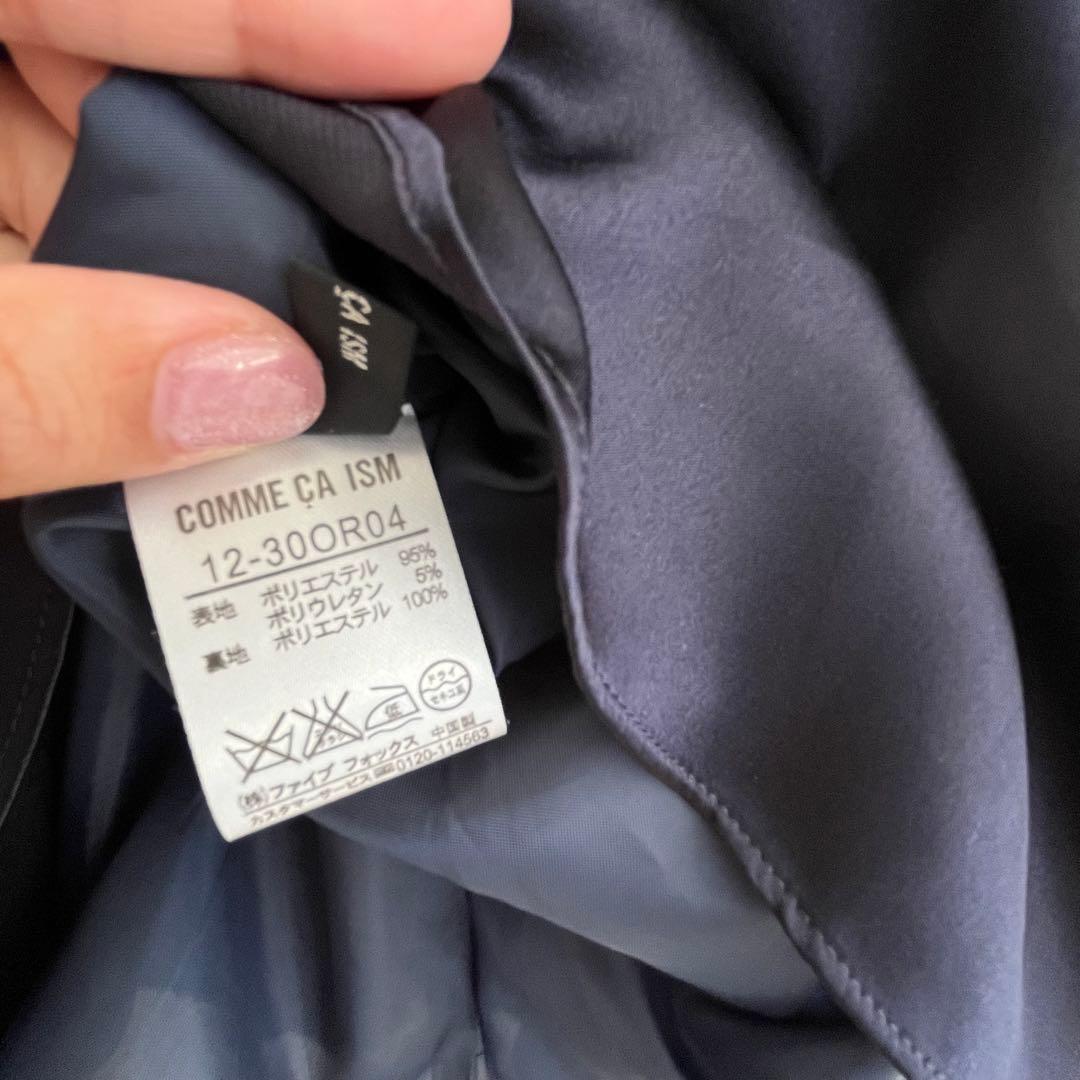 ÇA ISM
COMME ÇA ISM
12-30OR04
表地 ポリエステル 95%
ポリウレタン 5%
裏地 ポリエステル 100%
低
ドライ
セキユ系
(株)ファイブ フォックス 中国製
カスタマーサービス 0120-114563